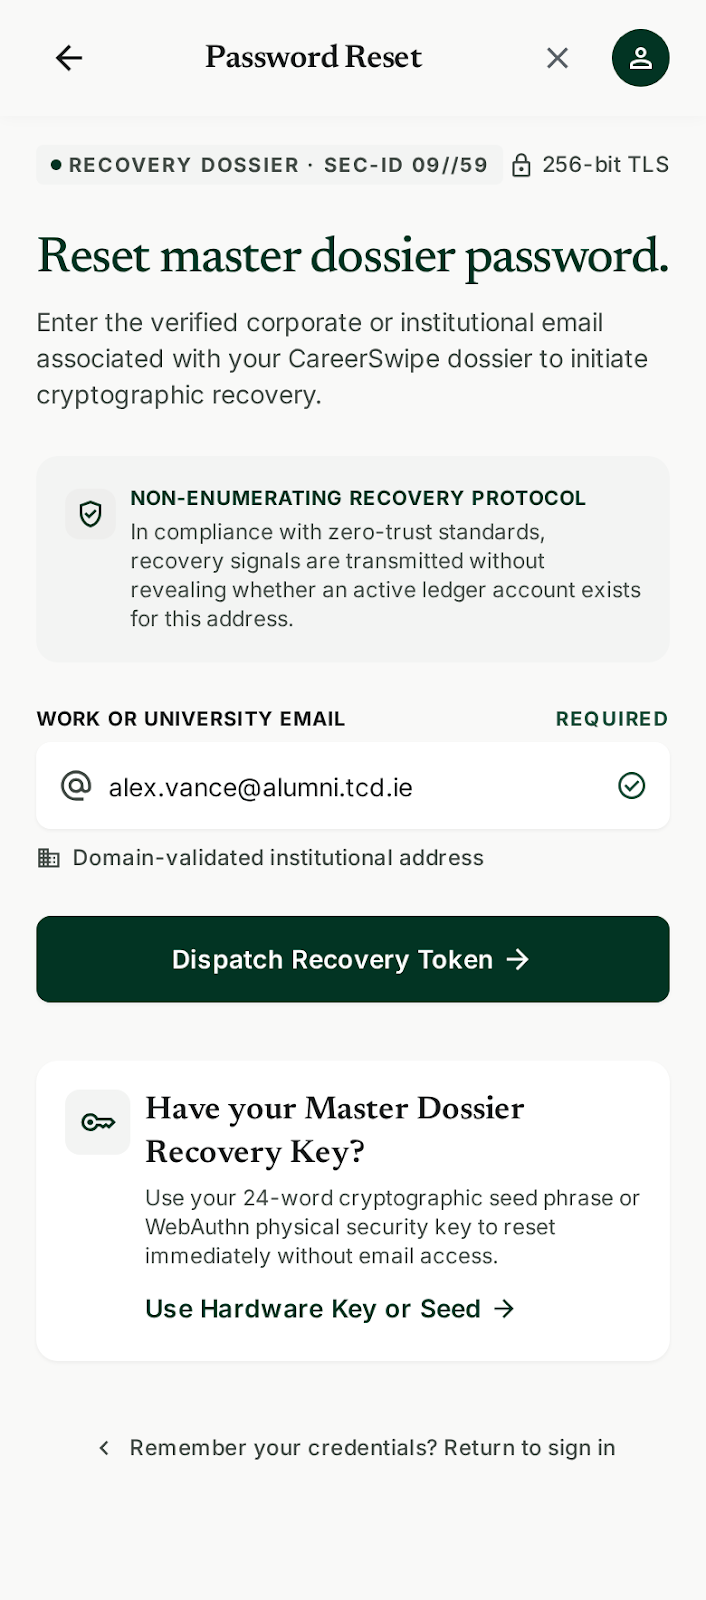 Password Reset
RECOVERY DOSSIER · SEC-ID 09//59
256-bit TLS
Reset master dossier password.
Enter the verified corporate or institutional email
associated with your CareerSwipe dossier to initiate
cryptographic recovery.
NON-ENUMERATING RECOVERY PROTOCOL
In compliance with zero-trust standards,
recovery signals are transmitted without
revealing whether an active ledger account exists
for this address.
WORK OR UNIVERSITY EMAIL
REQUIRED
alex.vance@alumni.tcd.ie
Domain-validated institutional address
Dispatch Recovery Token →
Have your Master Dossier
Recovery Key?
Use your 24-word cryptographic seed phrase or
WebAuthn physical security key to reset
immediately without email access.
Use Hardware Key or Seed →
Remember your credentials? Return to sign in